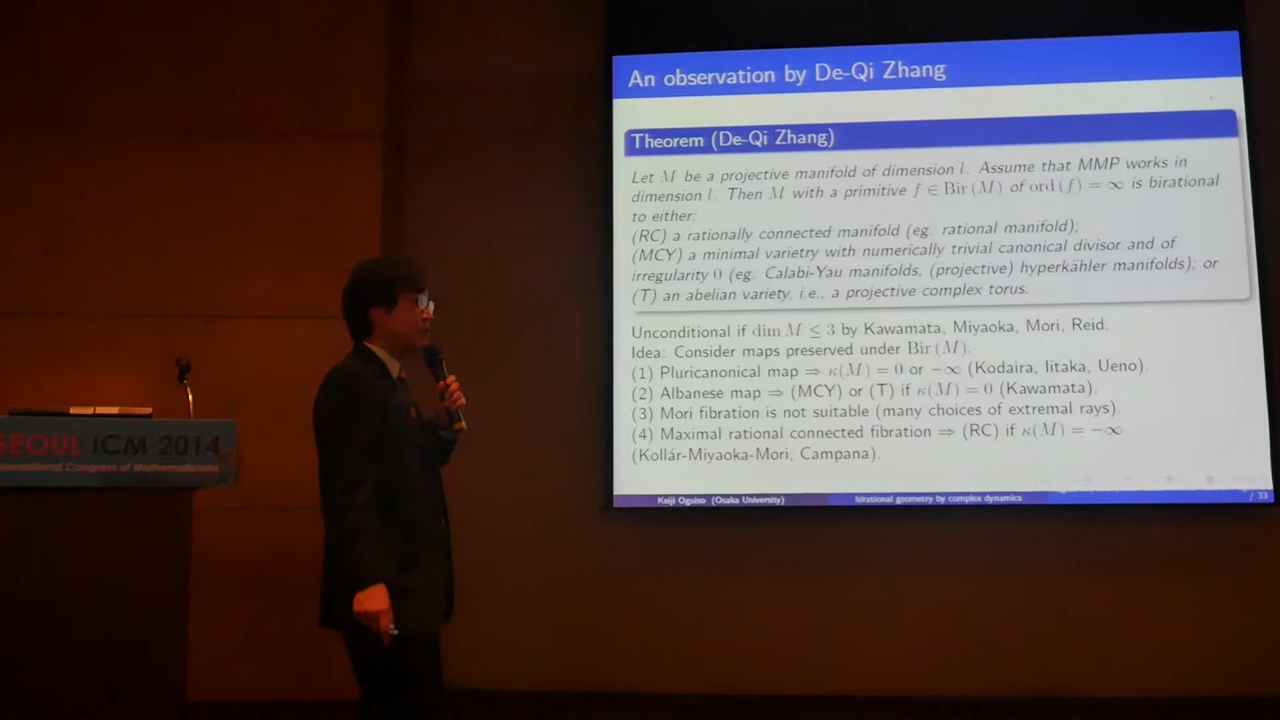 An observation by De-Qi Zhang
Theorem (De-Qi Zhang)
Let M be a projective manifold of dimension l. Assume that MMP works in
dimension l. Then M with a primitive f ∈ Bir (M) of ord (f) = ∞ is birational
to either:
(RC) a rationally connected manifold (eg. rational manifold);
(MCY) a minimal varietry with numerically trivial canonical divisor and of
irregularity 0 (eg. Calabi-Yau manifolds, (projective) hyperkähler manifolds); or
(T) an abelian variety, i.e., a projective complex torus.
Unconditional if dim M ≤ 3 by Kawamata, Miyaoka, Mori, Reid.
Idea: Consider maps preserved under Bir (M).
(1) Pluricanonical map ⇒ κ(M) = 0 or −∞ (Kodaira, Iitaka, Ueno).
(2) Albanese map ⇒ (MCY) or (T) if κ(M) = 0 (Kawamata).
(3) Mori fibration is not suitable (many choices of extremal rays).
(4) Maximal rational connected fibration ⇒ (RC) if κ(M) = −∞
(Kollár-Miyaoka-Mori, Campana).
Keiji Oguiso (Osaka University) birational geometry by complex dynamics / 33
SEOUL ICM 2014
International Congress of Mathematicians